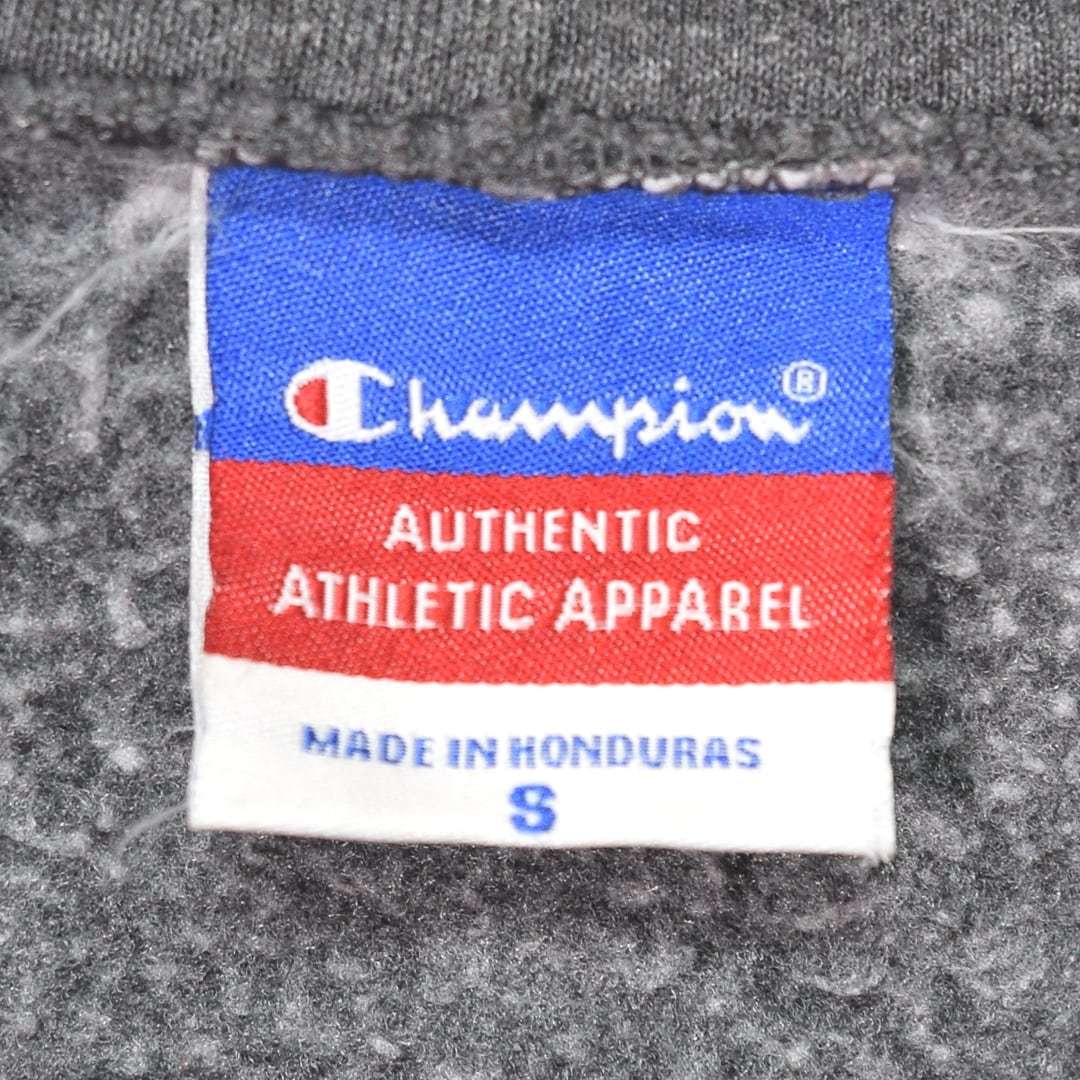 Champion®
AUTHENTIC
ATHLETIC APPAREL
MADE IN HONDURAS
S